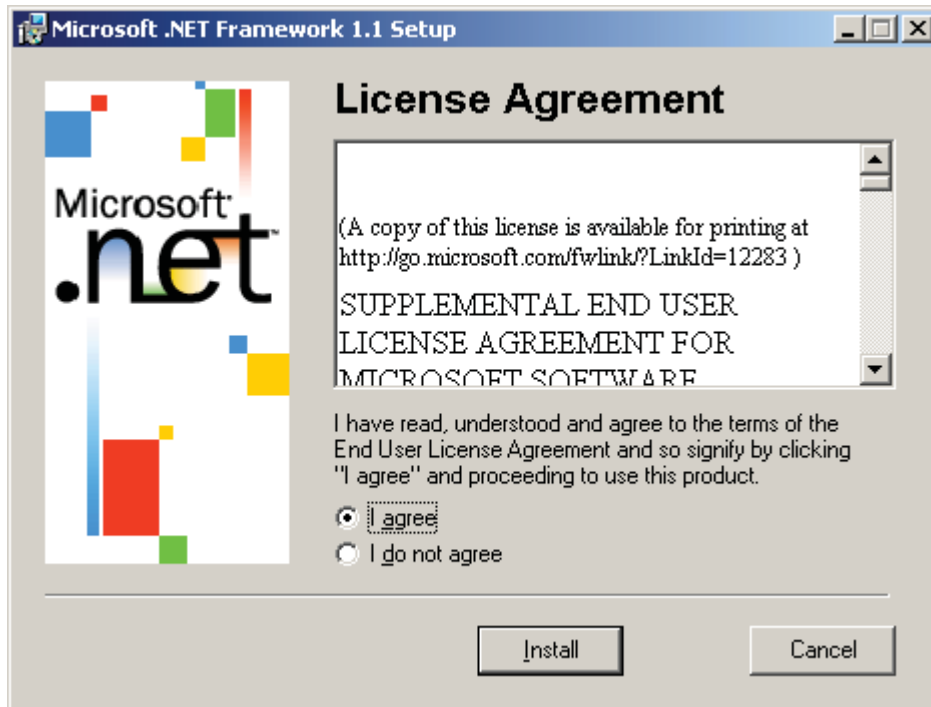 Microsoft .NET Framework 1.1 Setup
Microsoft
.net™
License Agreement
(A copy of this license is available for printing at
http://go.microsoft.com/fwlink/?LinkId=12283 )
SUPPLEMENTAL END USER
LICENSE AGREEMENT FOR
MICROSOFT SOFTWARE
I have read, understood and agree to the terms of the
End User License Agreement and so signify by clicking
"I agree" and proceeding to use this product.
I agree
I do not agree
Install
Cancel